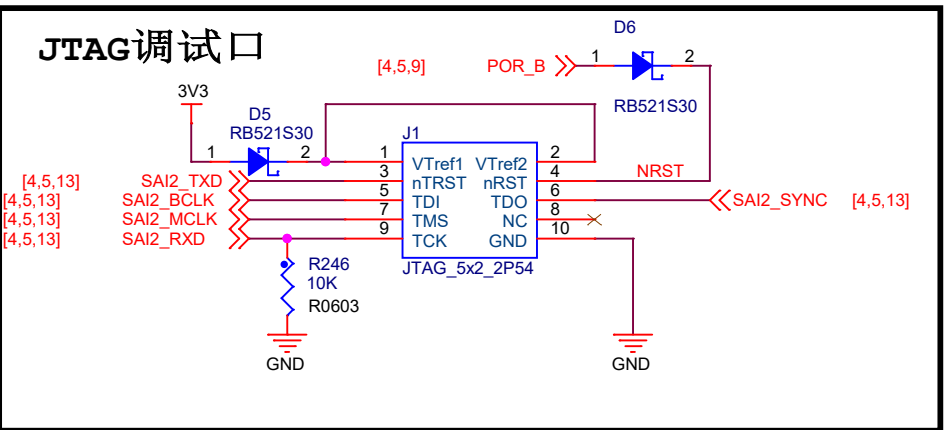 JTAG调试口
D6
[4,5,9] POR_B 1 2
RB521S30
3V3
D5
RB521S30
1 2
J1
1 VTref1 VTref2 2
[4,5,13] SAI2_TXD 3 nTRST nRST 4 NRST
[4,5,13] SAI2_BCLK 5 TDI TDO 6 SAI2_SYNC [4,5,13]
[4,5,13] SAI2_MCLK 7 TMS NC 8
[4,5,13] SAI2_RXD 9 TCK GND 10
JTAG_5x2_2P54
R246
10K
R0603
GND GND